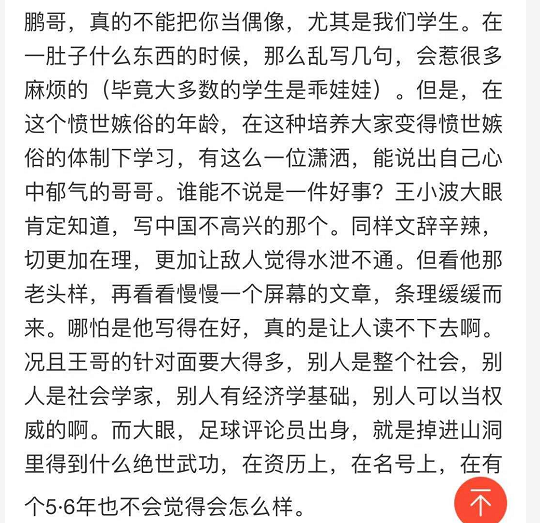 鹏哥，真的不能把你当偶像，尤其是我们学生。在
一肚子什么东西的时候，那么乱写几句，会惹很多
麻烦的（毕竟大多数的学生是乖娃娃）。但是，在
这个愤世嫉俗的年龄，在这种培养大家变得愤世嫉
俗的体制下学习，有这么一位潇洒，能说出自己心
中郁气的哥哥。谁能不说是一件好事？王小波大眼
肯定知道，写中国不高兴的那个。同样文辞辛辣，
切更加在理，更加让敌人觉得水泄不通。但看他那
老头样，再看看慢慢一个屏幕的文章，条理缓缓而
来。哪怕是他写得在好，真的是让人读不下去啊。
况且王哥的针对面要大得多，别人是整个社会，别
人是社会学家，别人有经济学基础，别人可以当权
威的啊。而大眼，足球评论员出身，就是掉进山洞
里得到什么绝世武功，在资历上，在名号上，在有
个5·6年也不会觉得会怎么样。